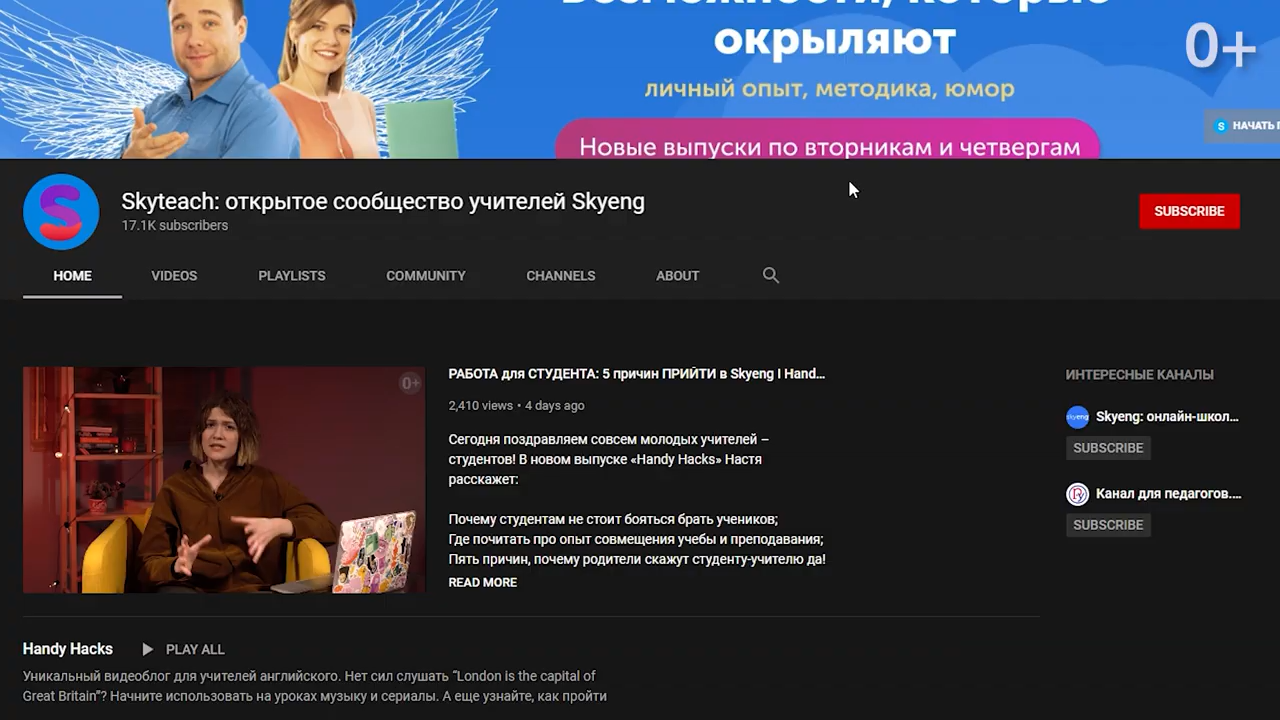 Возможности, которые
окрыляют
0+
личный опыт, методика, юмор
НАЧАТЬ
Новые выпуски по вторникам и четвергам
Skyteach: открытое сообщество учителей Skyeng
17.1K subscribers
SUBSCRIBE
HOME VIDEOS PLAYLISTS COMMUNITY CHANNELS ABOUT
0+
РАБОТА для СТУДЕНТА: 5 причин ПРИЙТИ в Skyeng I Hand...
2,410 views • 4 days ago
Сегодня поздравляем совсем молодых учителей –
студентов! В новом выпуске «Handy Hacks» Настя
расскажет:
Почему студентам не стоит бояться брать учеников;
Где почитать про опыт совмещения учебы и преподавания;
Пять причин, почему родители скажут студенту-учителю да!
READ MORE
ИНТЕРЕСНЫЕ КАНАЛЫ
skyeng
Skyeng: онлайн-школ...
SUBSCRIBE
Канал для педагогов....
SUBSCRIBE
Handy Hacks PLAY ALL
Уникальный видеоблог для учителей английского. Нет сил слушать "London is the capital of
Great Britain"? Начните использовать на уроках музыку и сериалы. А еще узнайте, как пройти